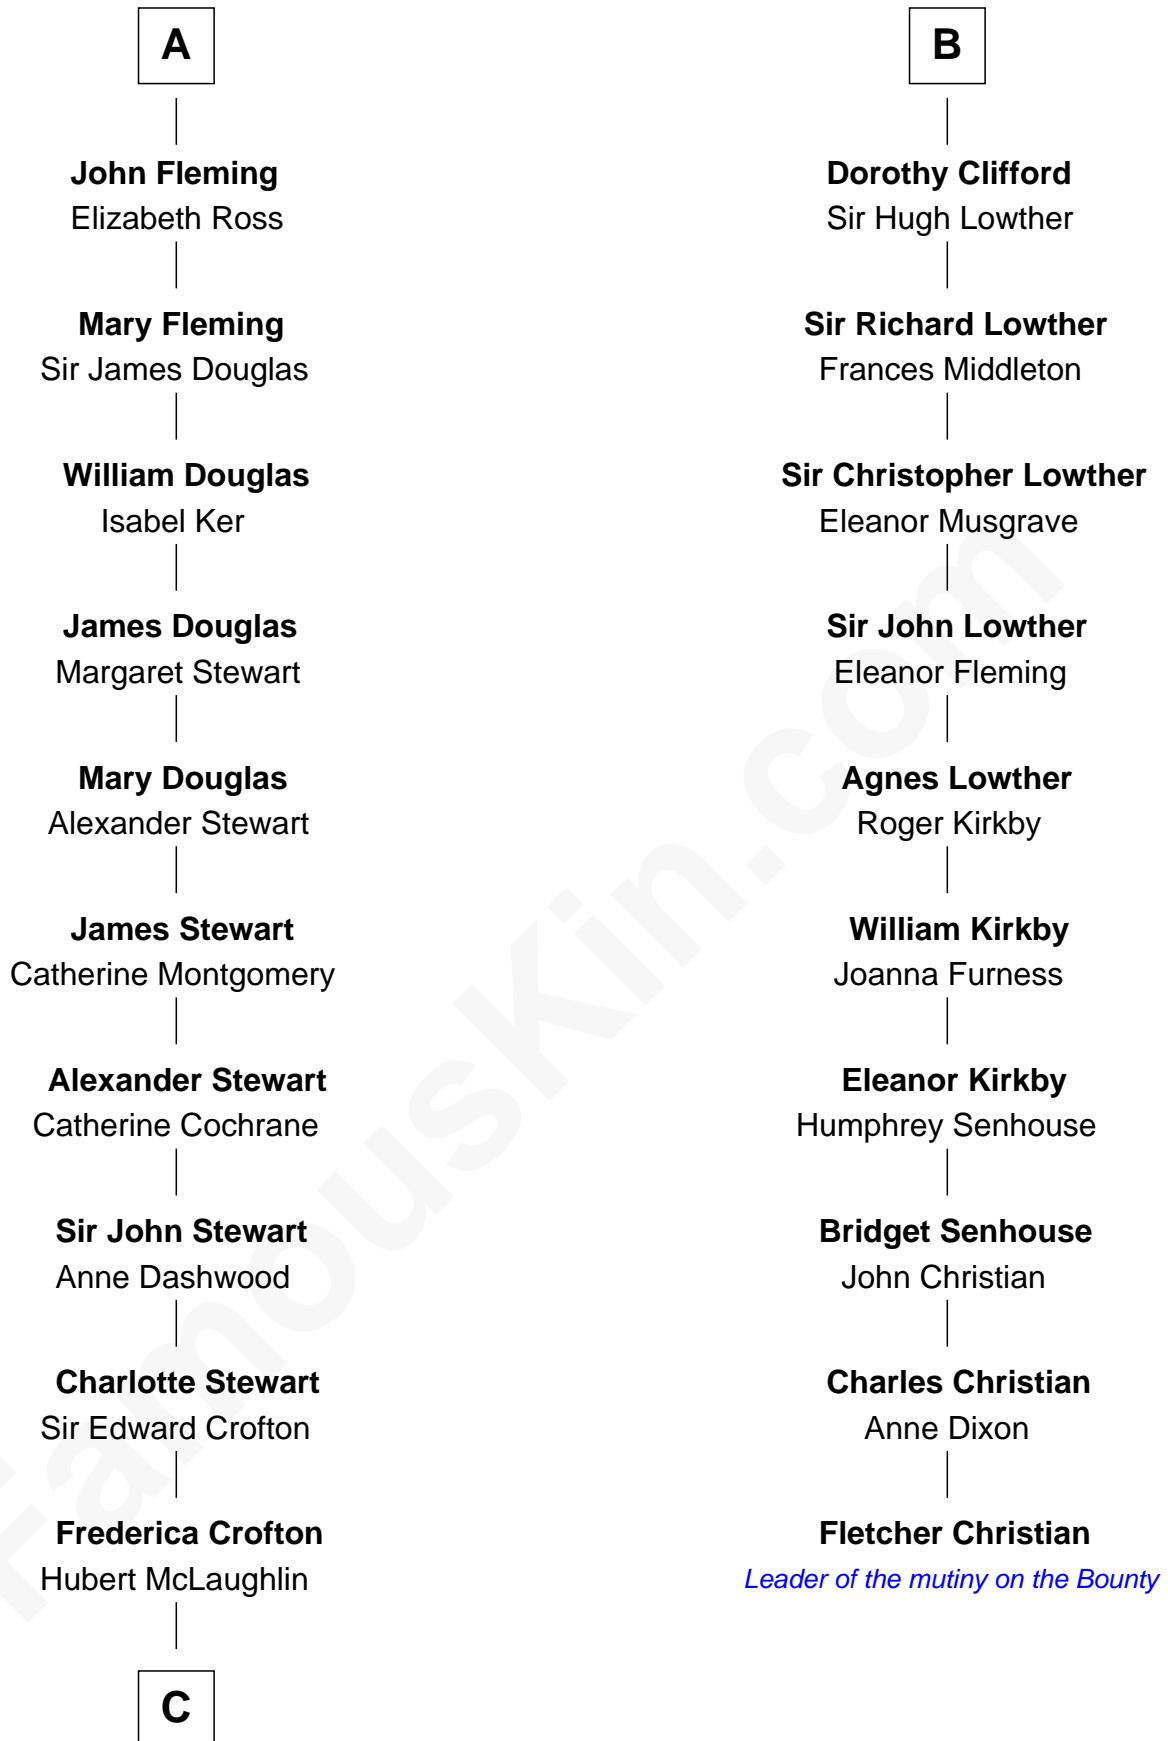 A
John Fleming
Elizabeth Ross
Mary Fleming
Sir James Douglas
William Douglas
Isabel Ker
James Douglas
Margaret Stewart
Mary Douglas
Alexander Stewart
James Stewart
Catherine Montgomery
Alexander Stewart
Catherine Cochrane
Sir John Stewart
Anne Dashwood
Charlotte Stewart
Sir Edward Crofton
Frederica Crofton
Hubert McLaughlin
C
B
Dorothy Clifford
Sir Hugh Lowther
Sir Richard Lowther
Frances Middleton
Sir Christopher Lowther
Eleanor Musgrave
Sir John Lowther
Eleanor Fleming
Agnes Lowther
Roger Kirkby
William Kirkby
Joanna Furness
Eleanor Kirkby
Humphrey Senhouse
Bridget Senhouse
John Christian
Charles Christian
Anne Dixon
Fletcher Christian
Leader of the mutiny on the Bounty
FamousKin.com